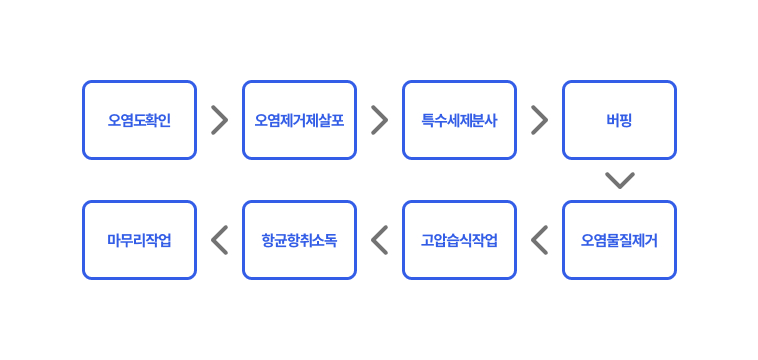 오염도확인
오염제거제살포
특수세제분사
버핑
오염물질제거
고압습식작업
항균항취소독
마무리작업